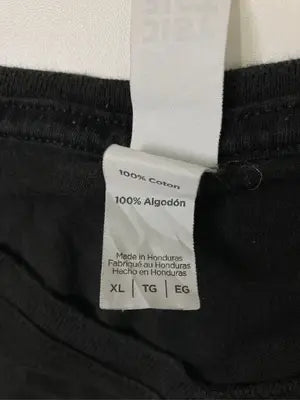 100% Coton
100% Algodón
Made in Honduras
Fabriqué au Honduras
Hecho en Honduras
XL | TG | EG